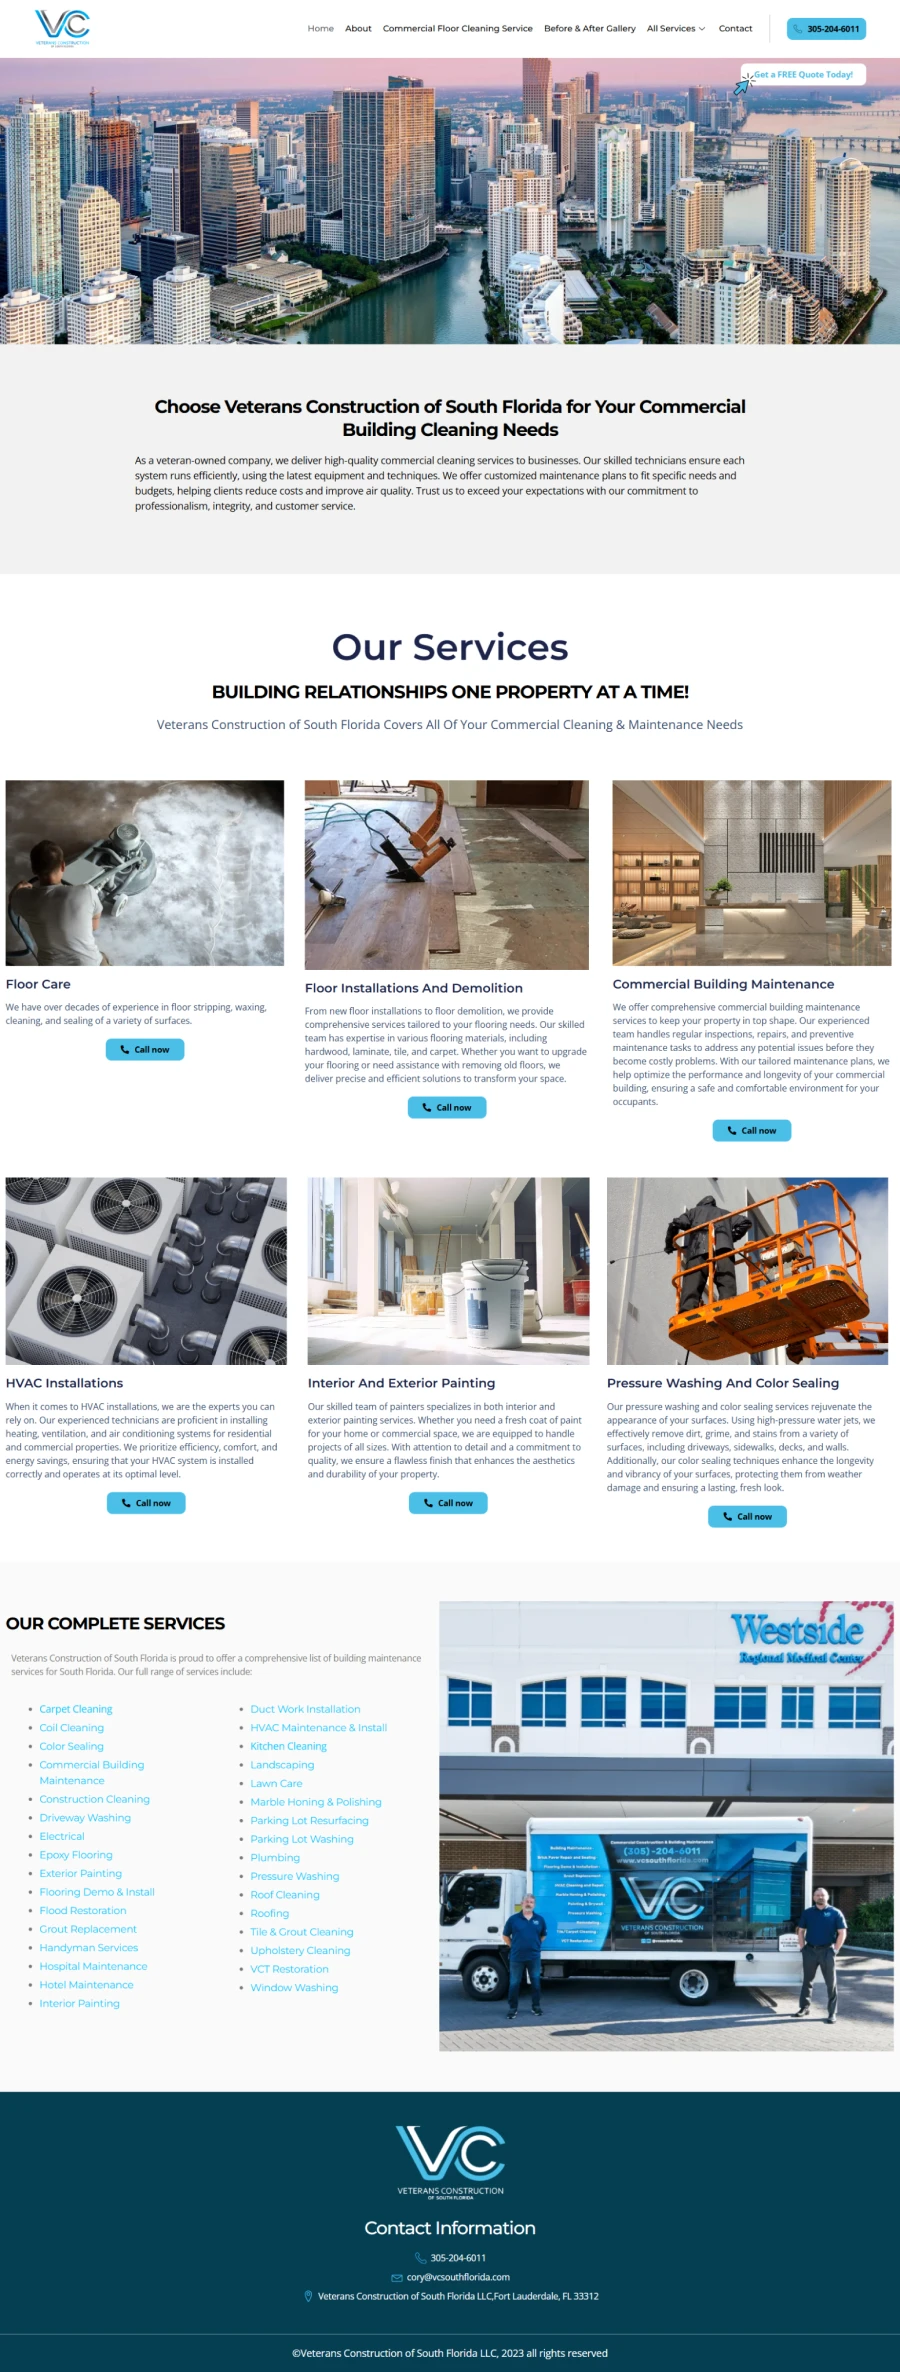 VC
VETERANS CONSTRUCTION
OF SOUTH FLORIDA
Home About Commercial Floor Cleaning Service Before & After Gallery All Services Contact 305-204-6011
Get a FREE Quote Today!
Choose Veterans Construction of South Florida for Your Commercial
Building Cleaning Needs
As a veteran-owned company, we deliver high-quality commercial cleaning services to businesses. Our skilled technicians ensure each
system runs efficiently, using the latest equipment and techniques. We offer customized maintenance plans to fit specific needs and
budgets, helping clients reduce costs and improve air quality. Trust us to exceed your expectations with our commitment to
professionalism, integrity, and customer service.
Our Services
BUILDING RELATIONSHIPS ONE PROPERTY AT A TIME!
Veterans Construction of South Florida Covers All Of Your Commercial Cleaning & Maintenance Needs
Floor Care
We have over decades of experience in floor stripping, waxing,
cleaning, and sealing of a variety of surfaces.
Call now
Floor Installations And Demolition
From new floor installations to floor demolition, we provide
comprehensive services tailored to your flooring needs. Our skilled
team has expertise in various flooring materials, including
hardwood, laminate, tile, and carpet. Whether you want to upgrade
your flooring or need assistance with removing old floors, we
deliver precise and efficient solutions to transform your space.
Call now
Commercial Building Maintenance
We offer comprehensive commercial building maintenance
services to keep your property in top shape. Our experienced
team handles regular inspections, repairs, and preventive
maintenance tasks to address any potential issues before they
become costly problems. With our tailored maintenance plans, we
help optimize the performance and longevity of your commercial
building, ensuring a safe and comfortable environment for your
occupants.
Call now
HVAC Installations
When it comes to HVAC installations, we are the experts you can
rely on. Our experienced technicians are proficient in installing
heating, ventilation, and air conditioning systems for residential
and commercial properties. We prioritize efficiency, comfort, and
energy savings, ensuring that your HVAC system is installed
correctly and operates at its optimal level.
Call now
Interior And Exterior Painting
Our skilled team of painters specializes in both interior and
exterior painting services. Whether you need a fresh coat of paint
for your home or commercial space, we are equipped to handle
projects of all sizes. With attention to detail and a commitment to
quality, we ensure a flawless finish that enhances the aesthetics
and durability of your property.
Call now
Pressure Washing And Color Sealing
Our pressure washing and color sealing services rejuvenate the
appearance of your surfaces. Using high-pressure water jets, we
effectively remove dirt, grime, and stains from a variety of
surfaces, including driveways, sidewalks, decks, and walls.
Additionally, our color sealing techniques enhance the longevity
and vibrancy of your surfaces, protecting them from weather
damage and ensuring a lasting, fresh look.
Call now
OUR COMPLETE SERVICES
Veterans Construction of South Florida is proud to offer a comprehensive list of building maintenance
services for South Florida. Our full range of services include:
Carpet Cleaning
Coil Cleaning
Color Sealing
Commercial Building
Maintenance
Construction Cleaning
Driveway Washing
Electrical
Epoxy Flooring
Exterior Painting
Flooring Demo & Install
Flood Restoration
Grout Replacement
Handyman Services
Hospital Maintenance
Hotel Maintenance
Interior Painting
Duct Work Installation
HVAC Maintenance & Install
Kitchen Cleaning
Landscaping
Lawn Care
Marble Honing & Polishing
Parking Lot Resurfacing
Parking Lot Washing
Plumbing
Pressure Washing
Roof Cleaning
Roofing
Tile & Grout Cleaning
Upholstery Cleaning
VCT Restoration
Window Washing
Westside
Regional Medical Center
Commercial Construction & Building Maintenance
(305)-204-6011
www.vcsouthflorida.com
VC
VETERANS CONSTRUCTION
OF SOUTH FLORIDA
VC
VETERANS CONSTRUCTION
OF SOUTH FLORIDA
Contact Information
305-204-6011
cory@vcsouthflorida.com
Veterans Construction of South Florida LLC,Fort Lauderdale, FL 33312
©Veterans Construction of South Florida LLC, 2023 all rights reserved